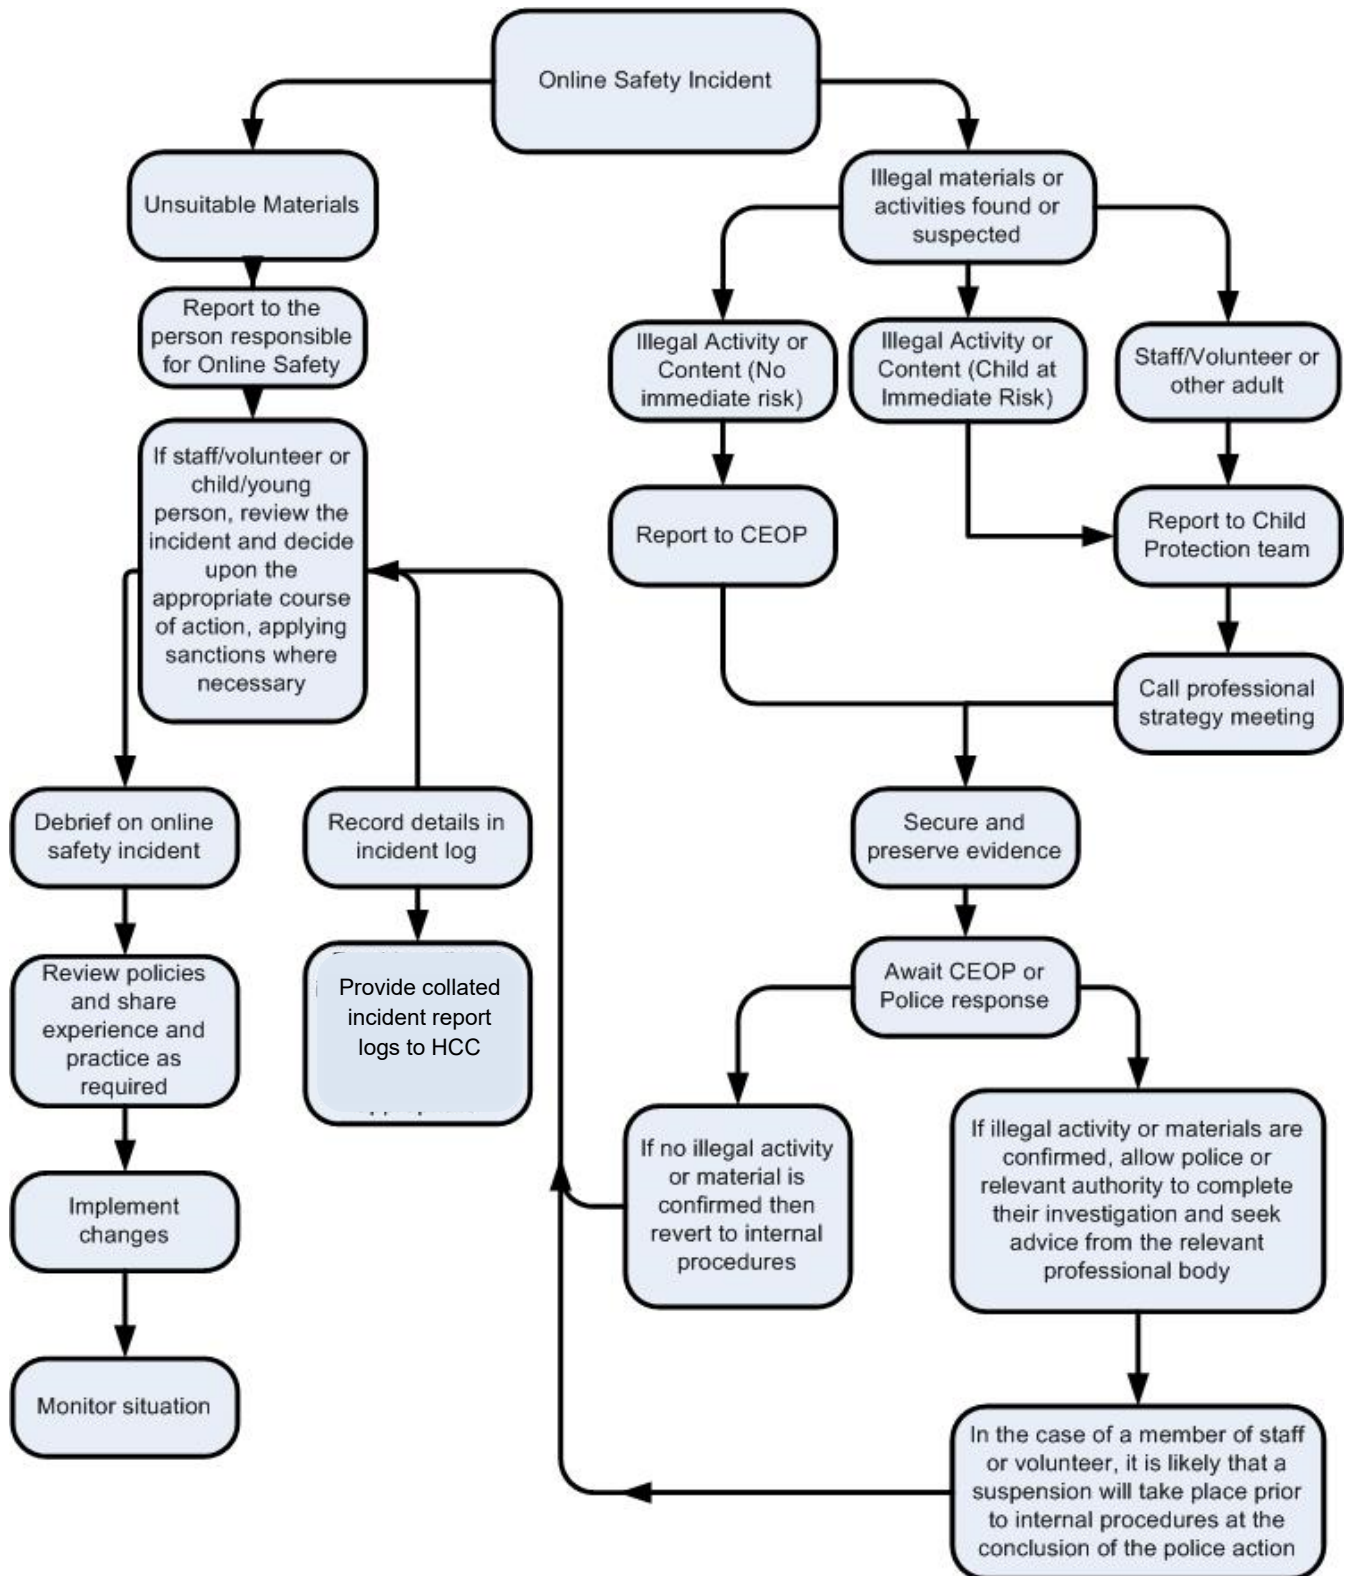 Online Safety Incident
Unsuitable Materials
Illegal materials or
activities found or
suspected
Report to the
person responsible
for Online Safety
Illegal Activity or
Content (No
immediate risk)
Illegal Activity or
Content (Child at
Immediate Risk)
Staff/Volunteer or
other adult
If staff/volunteer or
child/young
person, review the
incident and decide
upon the
appropriate course
of action, applying
sanctions where
necessary
Report to CEOP
Report to Child
Protection team
Call professional
strategy meeting
Debrief on online
safety incident
Record details in
incident log
Secure and
preserve evidence
Review policies
and share
experience and
practice as
required
Provide collated
incident report
logs to HCC
Await CEOP or
Police response
If no illegal activity
or material is
confirmed then
revert to internal
procedures
If illegal activity or materials are
confirmed, allow police or
relevant authority to complete
their investigation and seek
advice from the relevant
professional body
Implement
changes
Monitor situation
In the case of a member of staff
or volunteer, it is likely that a
suspension will take place prior
to internal procedures at the
conclusion of the police action